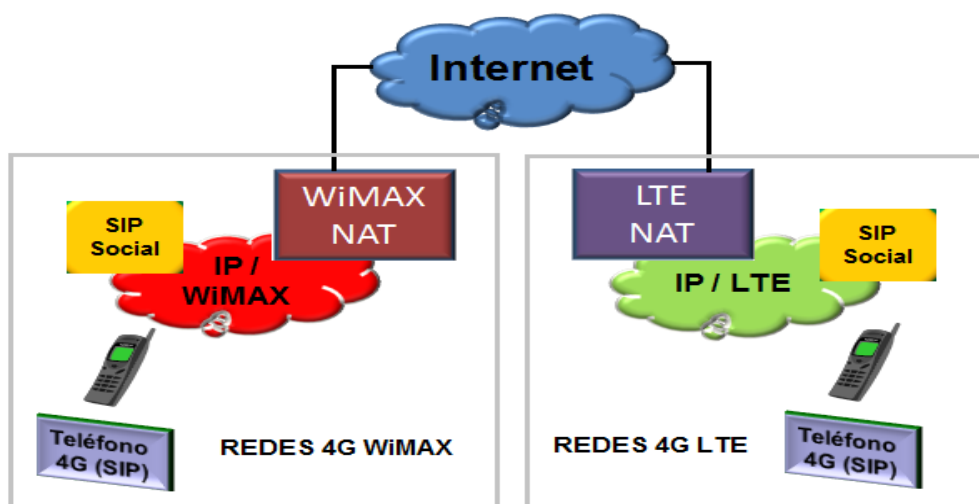 Internet
WiMAX
NAT
SIP
Social
IP /
WiMAX
Teléfono
4G (SIP)
REDES 4G WiMAX
LTE
NAT
SIP
Social
IP / LTE
REDES 4G LTE
Teléfono
4G (SIP)